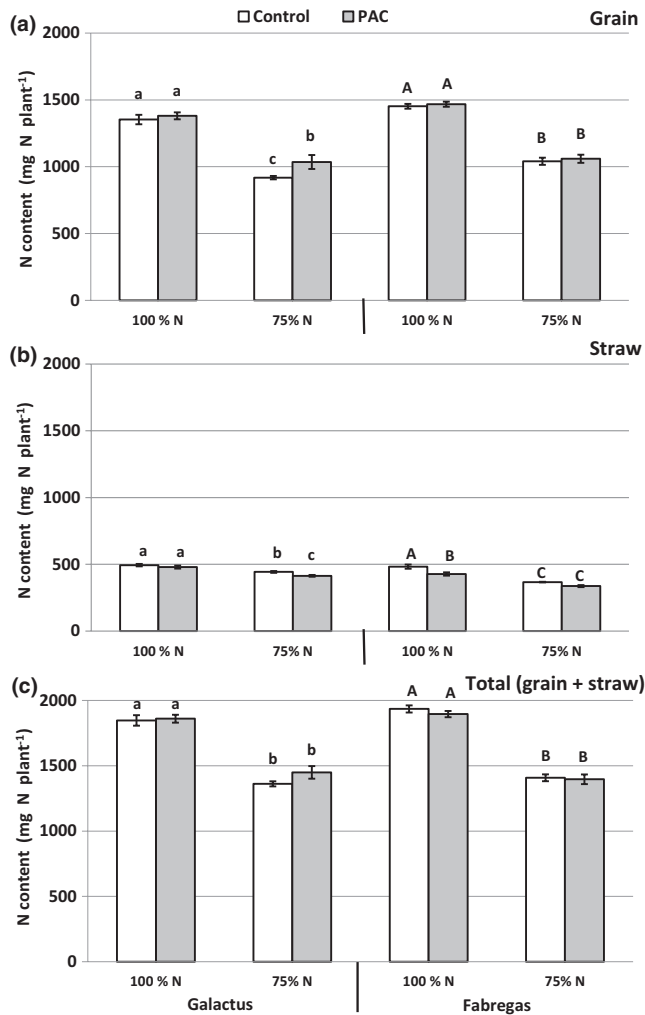 (a)
Control PAC
Grain
2000
1500
1000
500
0
N content (mg N plant-1)
a a
c b
A A
B B
100 % N 75% N 100 % N 75% N
(b)
Straw
2000
1500
1000
500
0
N content (mg N plant-1)
a a
b c
A B
C C
100 % N 75% N 100 % N 75% N
(c)
Total (grain + straw)
2000
1500
1000
500
0
N content (mg N plant-1)
a a
b b
A A
B B
100 % N 75% N 100 % N 75% N
Galactus Fabregas